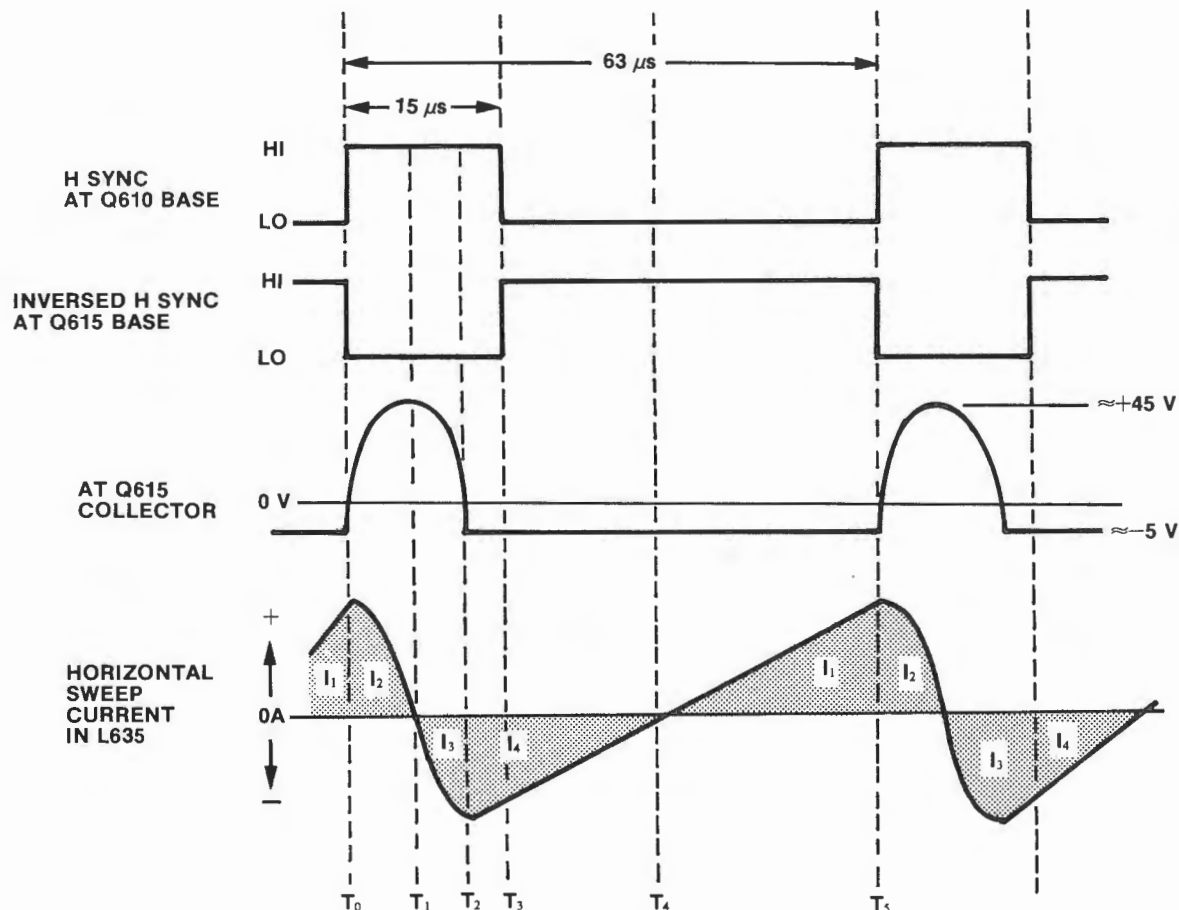 63 μs
15 μs
HI
H SYNC
AT Q610 BASE
LO
HI
INVERSED H SYNC
AT Q615 BASE
LO
≈+45 V
AT Q615
COLLECTOR
0 V
≈−5 V
+
HORIZONTAL
SWEEP
CURRENT
IN L635
0A
−
I₁ I₂ I₃ I₄ I₁ I₂ I₃ I₄
T₀ T₁ T₂ T₃ T₄ T₅